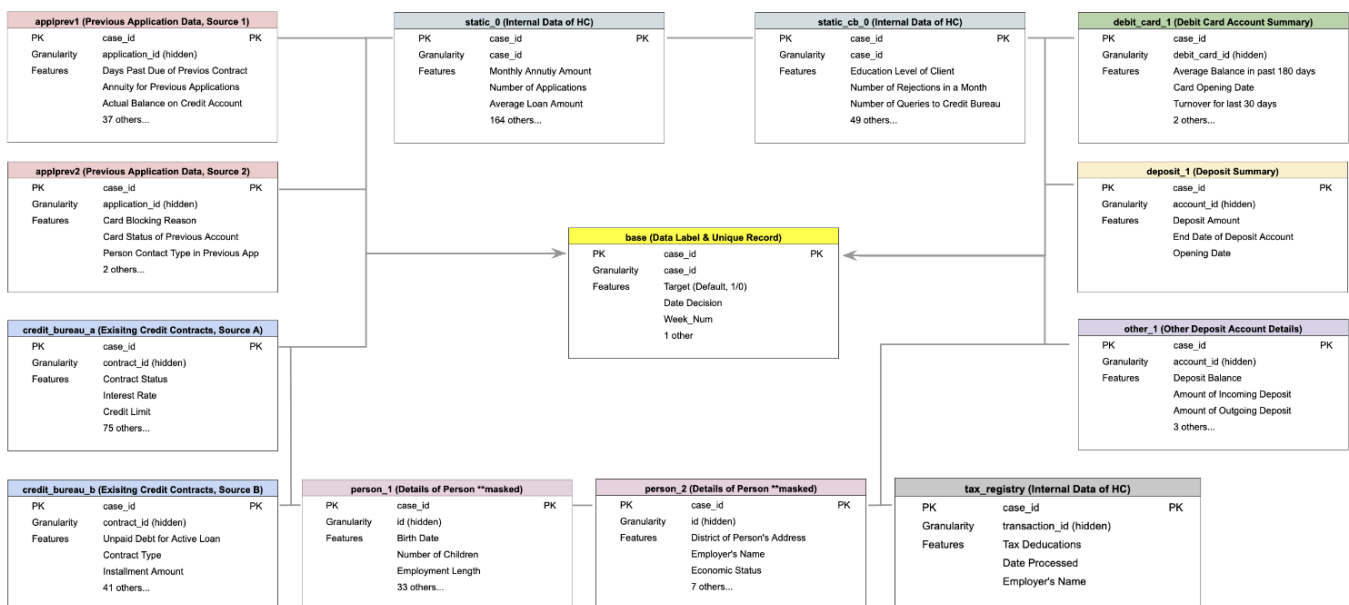 applprev1 (Previous Application Data, Source 1)
PK case_id PK
Granularity application_id (hidden)
Features Days Past Due of Previos Contract
Annuity for Previous Applications
Actual Balance on Credit Account
37 others...
static_0 (Internal Data of HC)
PK case_id PK
Granularity case_id
Features Monthly Annutiy Amount
Number of Applications
Average Loan Amount
164 others...
static_cb_0 (Internal Data of HC)
PK case_id PK
Granularity case_id
Features Education Level of Client
Number of Rejections in a Month
Number of Queries to Credit Bureau
49 others...
debit_card_1 (Debit Card Account Summary)
PK case_id PK
Granularity debit_card_id (hidden)
Features Average Balance in past 180 days
Card Opening Date
Turnover for last 30 days
2 others...
applprev2 (Previous Application Data, Source 2)
PK case_id PK
Granularity application_id (hidden)
Features Card Blocking Reason
Card Status of Previous Account
Person Contact Type in Previous App
2 others...
deposit_1 (Deposit Summary)
PK case_id PK
Granularity account_id (hidden)
Features Deposit Amount
End Date of Deposit Account
Opening Date
base (Data Label & Unique Record)
PK case_id PK
Granularity case_id
Features Target (Default, 1/0)
Date Decision
Week_Num
1 other
credit_bureau_a (Exisitng Credit Contracts, Source A)
PK case_id PK
Granularity contract_id (hidden)
Features Contract Status
Interest Rate
Credit Limit
75 others...
other_1 (Other Deposit Account Details)
PK case_id PK
Granularity account_id (hidden)
Features Deposit Balance
Amount of Incoming Deposit
Amount of Outgoing Deposit
3 others...
credit_bureau_b (Exisitng Credit Contracts, Source B)
PK case_id PK
Granularity contract_id (hidden)
Features Unpaid Debt for Active Loan
Contract Type
Installment Amount
41 others...
person_1 (Details of Person **masked)
PK case_id PK
Granularity id (hidden)
Features Birth Date
Number of Children
Employment Length
33 others...
person_2 (Details of Person **masked)
PK case_id PK
Granularity id (hidden)
Features District of Person's Address
Employer's Name
Economic Status
7 others...
tax_registry (Internal Data of HC)
PK case_id PK
Granularity transaction_id (hidden)
Features Tax Deducations
Date Processed
Employer's Name